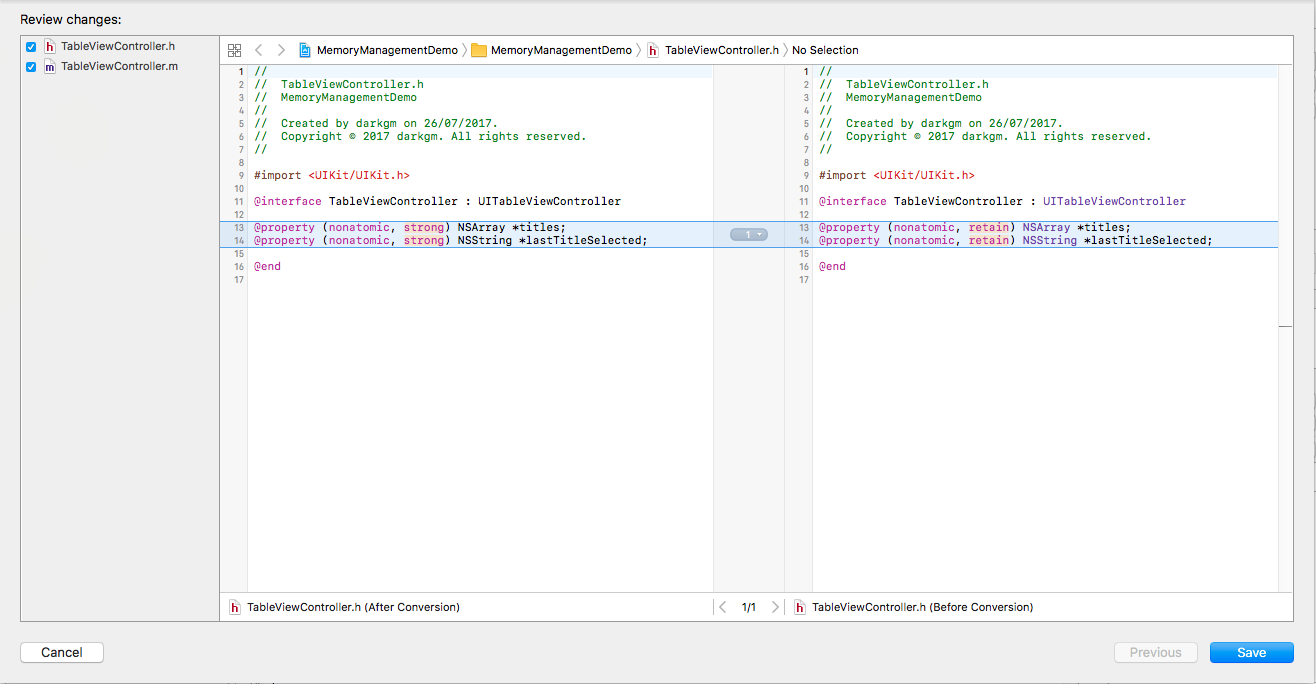 Review changes:
TableViewController.h
TableViewController.m
MemoryManagementDemo MemoryManagementDemo TableViewController.h No Selection
1 //
2 //  TableViewController.h
3 //  MemoryManagementDemo
4 //
5 //  Created by darkgm on 26/07/2017.
6 //  Copyright © 2017 darkgm. All rights reserved.
7 //
8
9 #import <UIKit/UIKit.h>
10
11 @interface TableViewController : UITableViewController
12
13 @property (nonatomic, strong) NSArray *titles;
14 @property (nonatomic, strong) NSString *lastTitleSelected;
15
16 @end
17
1
1 //
2 //  TableViewController.h
3 //  MemoryManagementDemo
4 //
5 //  Created by darkgm on 26/07/2017.
6 //  Copyright © 2017 darkgm. All rights reserved.
7 //
8
9 #import <UIKit/UIKit.h>
10
11 @interface TableViewController : UITableViewController
12
13 @property (nonatomic, retain) NSArray *titles;
14 @property (nonatomic, retain) NSString *lastTitleSelected;
15
16 @end
17
TableViewController.h (After Conversion)
1/1
TableViewController.h (Before Conversion)
Cancel
Previous
Save